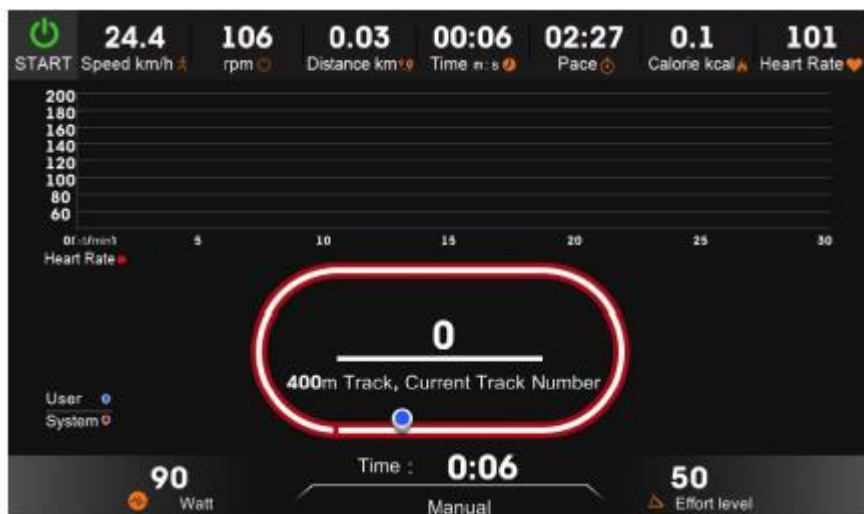 START
24.4
Speed km/h
106
rpm
0.03
Distance km
00:06
Time m:s
02:27
Pace
0.1
Calorie kcal
101
Heart Rate
200
180
160
140
120
100
80
60
5 10 15 20 25 30
Heart Rate
0
400m Track, Current Track Number
User
System
90
Watt
Time : 0:06
Manual
50
Effort level